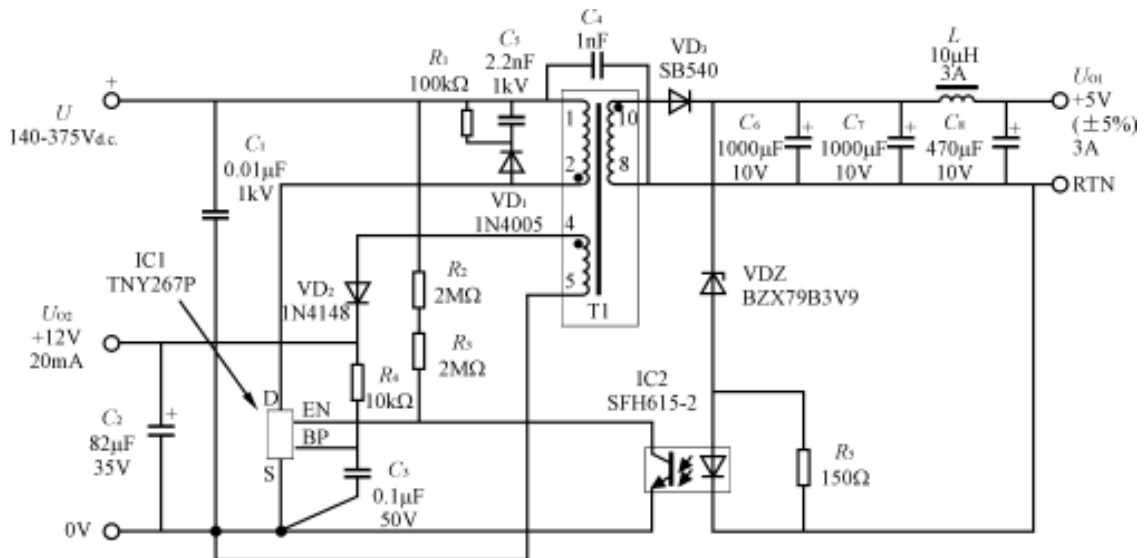 C₄
1nF
C₅
2.2nF
1kV
R₁
100kΩ
VD₃
SB540
L
10μH
3A
U_O1
+5V
(±5%)
3A
+
U
140-375Vd.c.
C₁
0.01μF
1kV
1
2
10
8
C₆
1000μF
10V
+
C₇
1000μF
10V
+
C₈
470μF
10V
+
RTN
VD₁
1N4005
4
5
T1
IC1
TNY267P
VD₂
1N4148
R₂
2MΩ
VDZ
BZX79B3V9
U_O2
+12V
20mA
R₃
2MΩ
R₄
10kΩ
IC2
SFH615-2
D
EN
BP
S
C₂
82μF
35V
+
C₃
0.1μF
50V
R₅
150Ω
0V